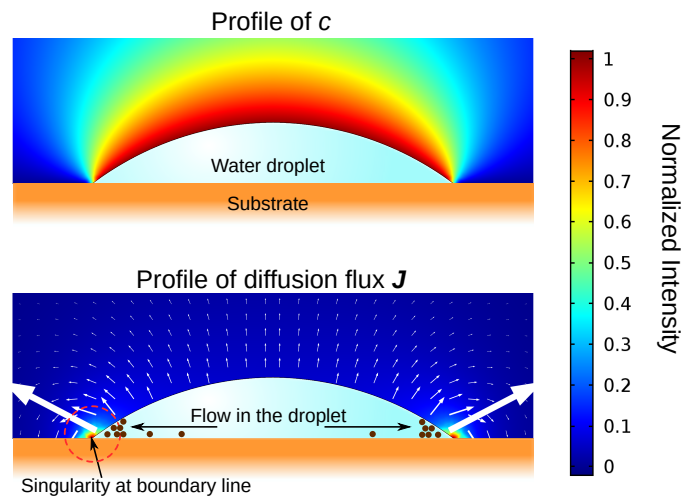 Profile of c
Water droplet
Substrate
1
0.9
0.8
0.7
0.6
0.5
0.4
0.3
0.2
0.1
0
Normalized Intensity
Profile of diffusion flux J
Flow in the droplet
Singularity at boundary line